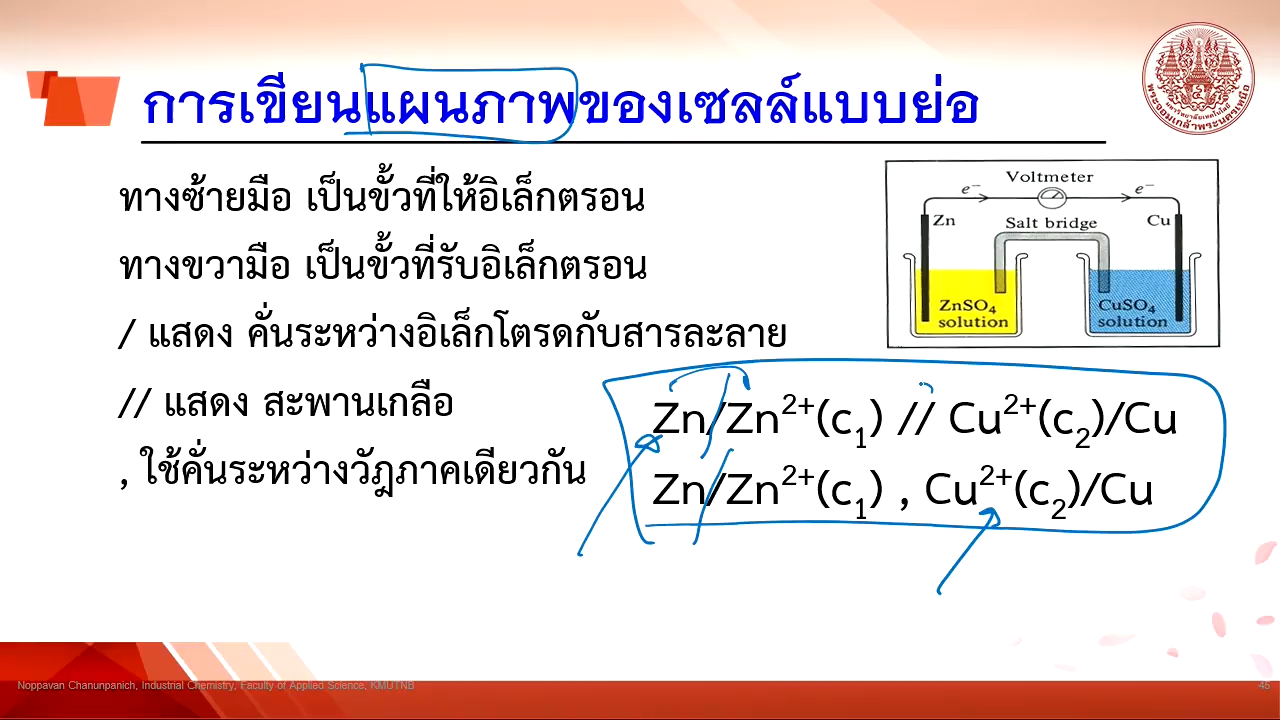 การเขียนแผนภาพของเซลล์แบบย่อ
ทางซ้ายมือ เป็นขั้วที่ให้อิเล็กตรอน
ทางขวามือ เป็นขั้วที่รับอิเล็กตรอน
/ แสดง คั่นระหว่างอิเล็กโตรดกับสารละลาย
// แสดง สะพานเกลือ
, ใช้คั่นระหว่างวัฎภาคเดียวกัน
Voltmeter
e⁻ e⁻
Zn Salt bridge Cu
ZnSO₄ solution
CuSO₄ solution
Zn/Zn²⁺(c₁) // Cu²⁺(c₂)/Cu
Zn/Zn²⁺(c₁) , Cu²⁺(c₂)/Cu
Noppavan Chanunpanich, Industrial Chemistry, Faculty of Applied Science, KMUTNB
45